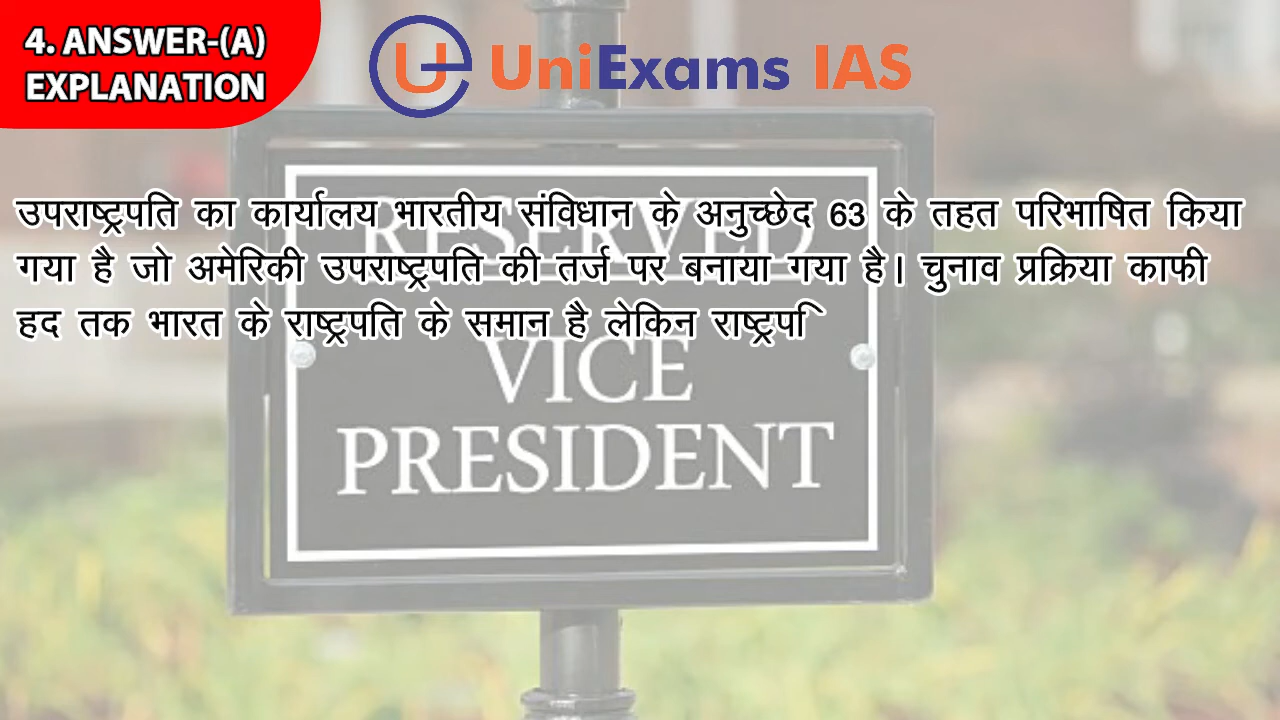 4. ANSWER-(A)
EXPLANATION
UniExams IAS
उपराष्ट्रपति का कार्यालय भारतीय संविधान के अनुच्छेद 63 के तहत परिभाषित किया
गया है जो अमेरिकी उपराष्ट्रपति की तर्ज पर बनाया गया है। चुनाव प्रक्रिया काफी
हद तक भारत के राष्ट्रपति के समान है लेकिन राष्ट्रपि
RESERVED
VICE
PRESIDENT